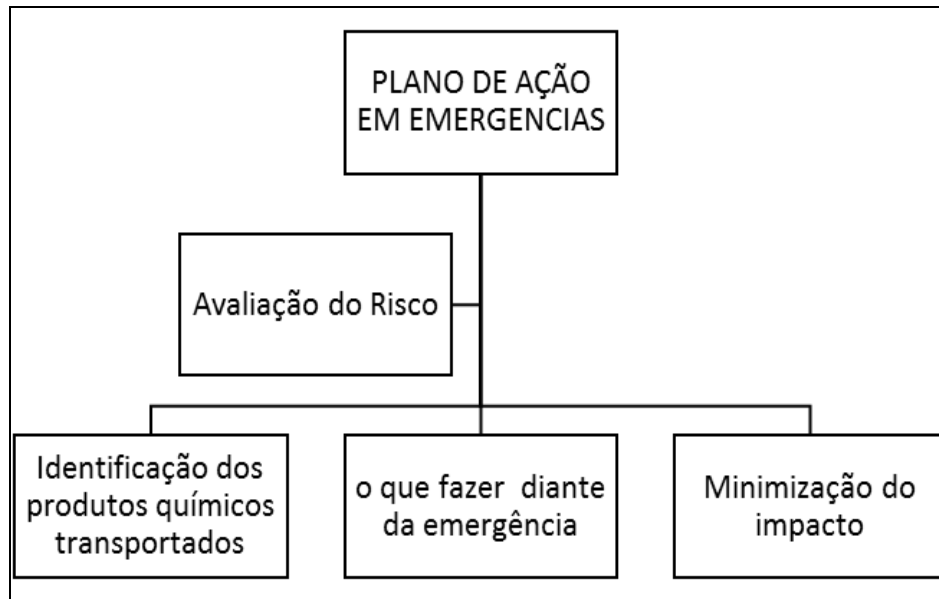 PLANO DE AÇÃO
EM EMERGENCIAS
Avaliação do Risco
Identificação dos
produtos químicos
transportados
o que fazer diante
da emergência
Minimização do
impacto